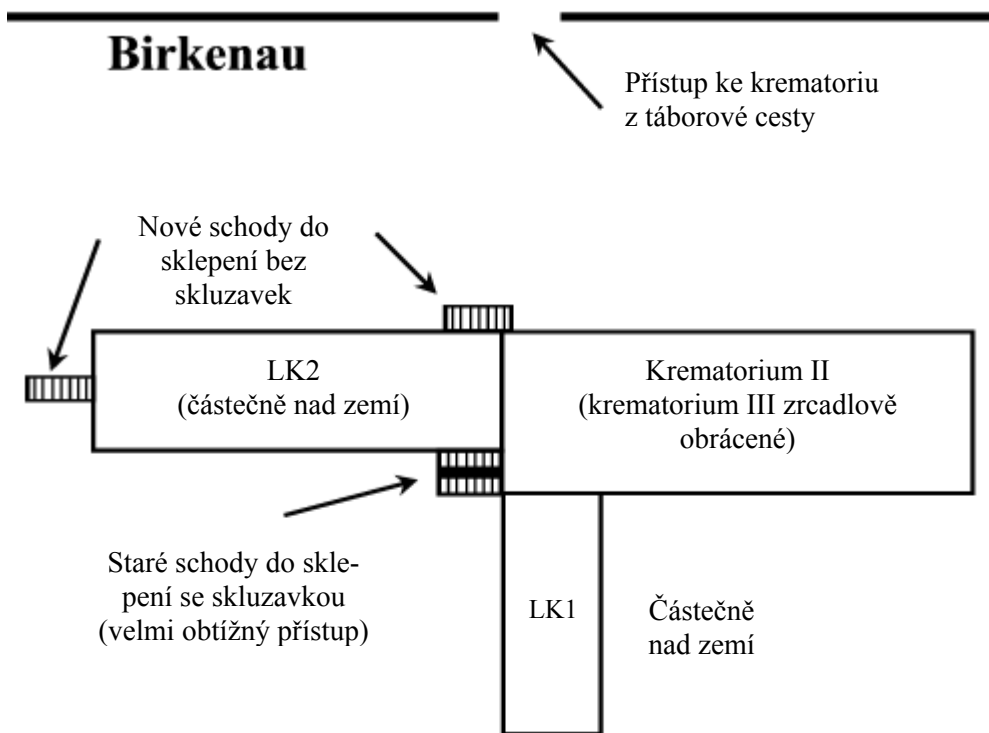 Birkenau
Přístup ke krematoriu
z táborové cesty
Nové schody do
sklepení bez
skluzavek
LK2
(částečně nad zemí)
Krematorium II
(krematorium III zrcadlově
obrácené)
Staré schody do skle-
pení se skluzavkou
(velmi obtížný přístup)
LK1
Částečně
nad zemí